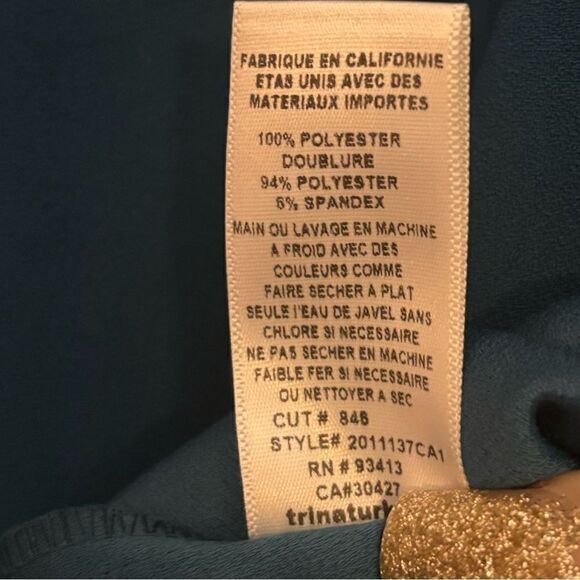 FABRIQUE EN CALIFORNIE
ETAS UNIS AVEC DES
MATERIAUX IMPORTES
100% POLYESTER
DOUBLURE
94% POLYESTER
6% SPANDEX
MAIN OU LAVAGE EN MACHINE
A FROID AVEC DES
COULEURS COMME
FAIRE SECHER A PLAT
SEULE l'EAU DE JAVEL SANS
CHLORE SI NECESSAIRE
NE PAS SECHER EN MACHINE
FAIBLE FER SI NECESSAIRE
OU NETTOYER A SEC
CUT # 846
STYLE# 2011137CA1
RN # 93413
CA#30427
trinatur